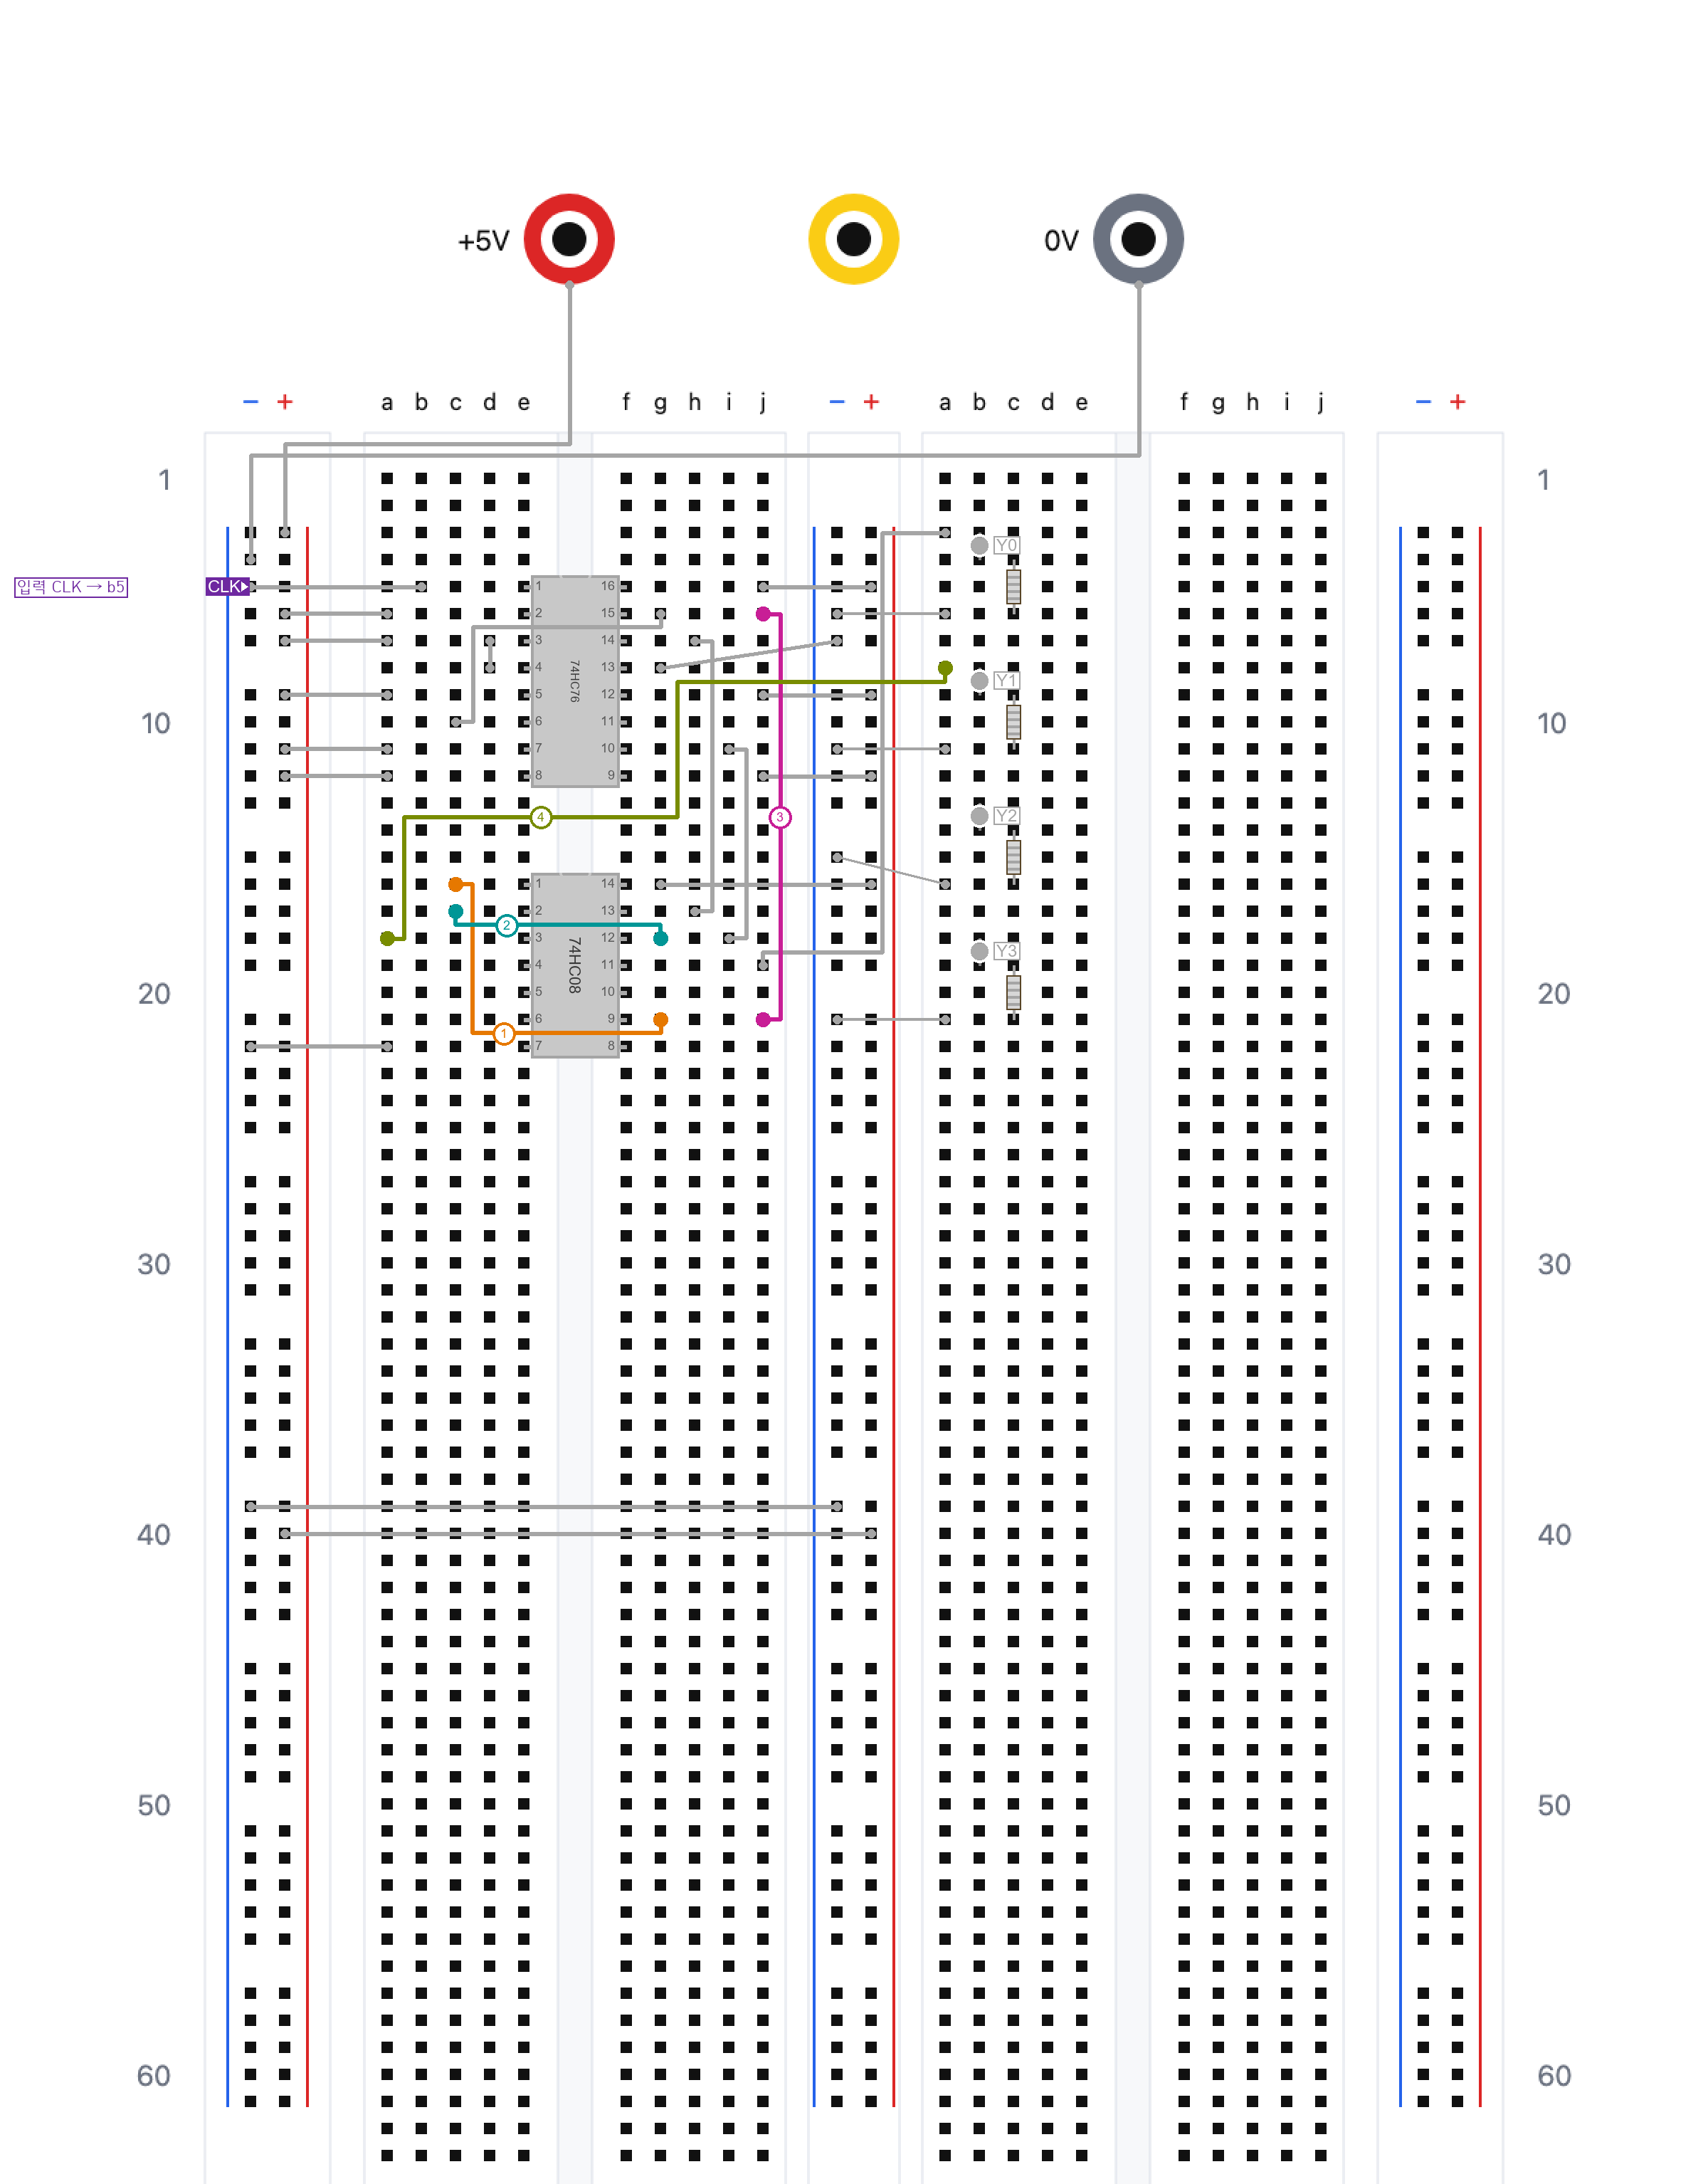 +5V 0V
− + a b c d e f g h i j − + a b c d e f g h i j − +
1 1
Y0
입력 CLK → b5 CLK 1 16
2 15
3 14
4 13
74HC76
Y1
5 12
10 6 11 10
7 10
8 9
4 3 Y2
1 14
2 13
2
3 12
74HC08
Y3
4 11
20 5 10 20
6 9
1
7 8
30 30
40 40
50 50
60 60